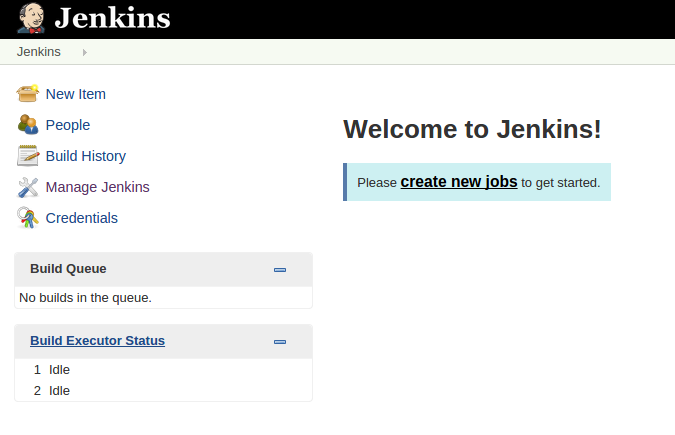 Jenkins
Jenkins
New Item
People
Build History
Manage Jenkins
Credentials
Welcome to Jenkins!
Please create new jobs to get started.
Build Queue
No builds in the queue.
Build Executor Status
1 Idle
2 Idle